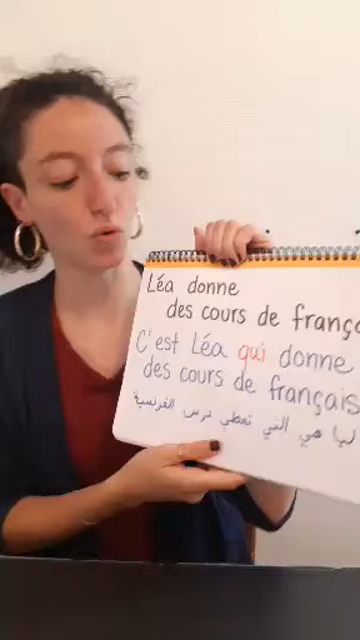 Léa donne
des cours de frança
C'est Léa qui donne
des cours de français
ليا هي التي تعطي درس الفرنسية